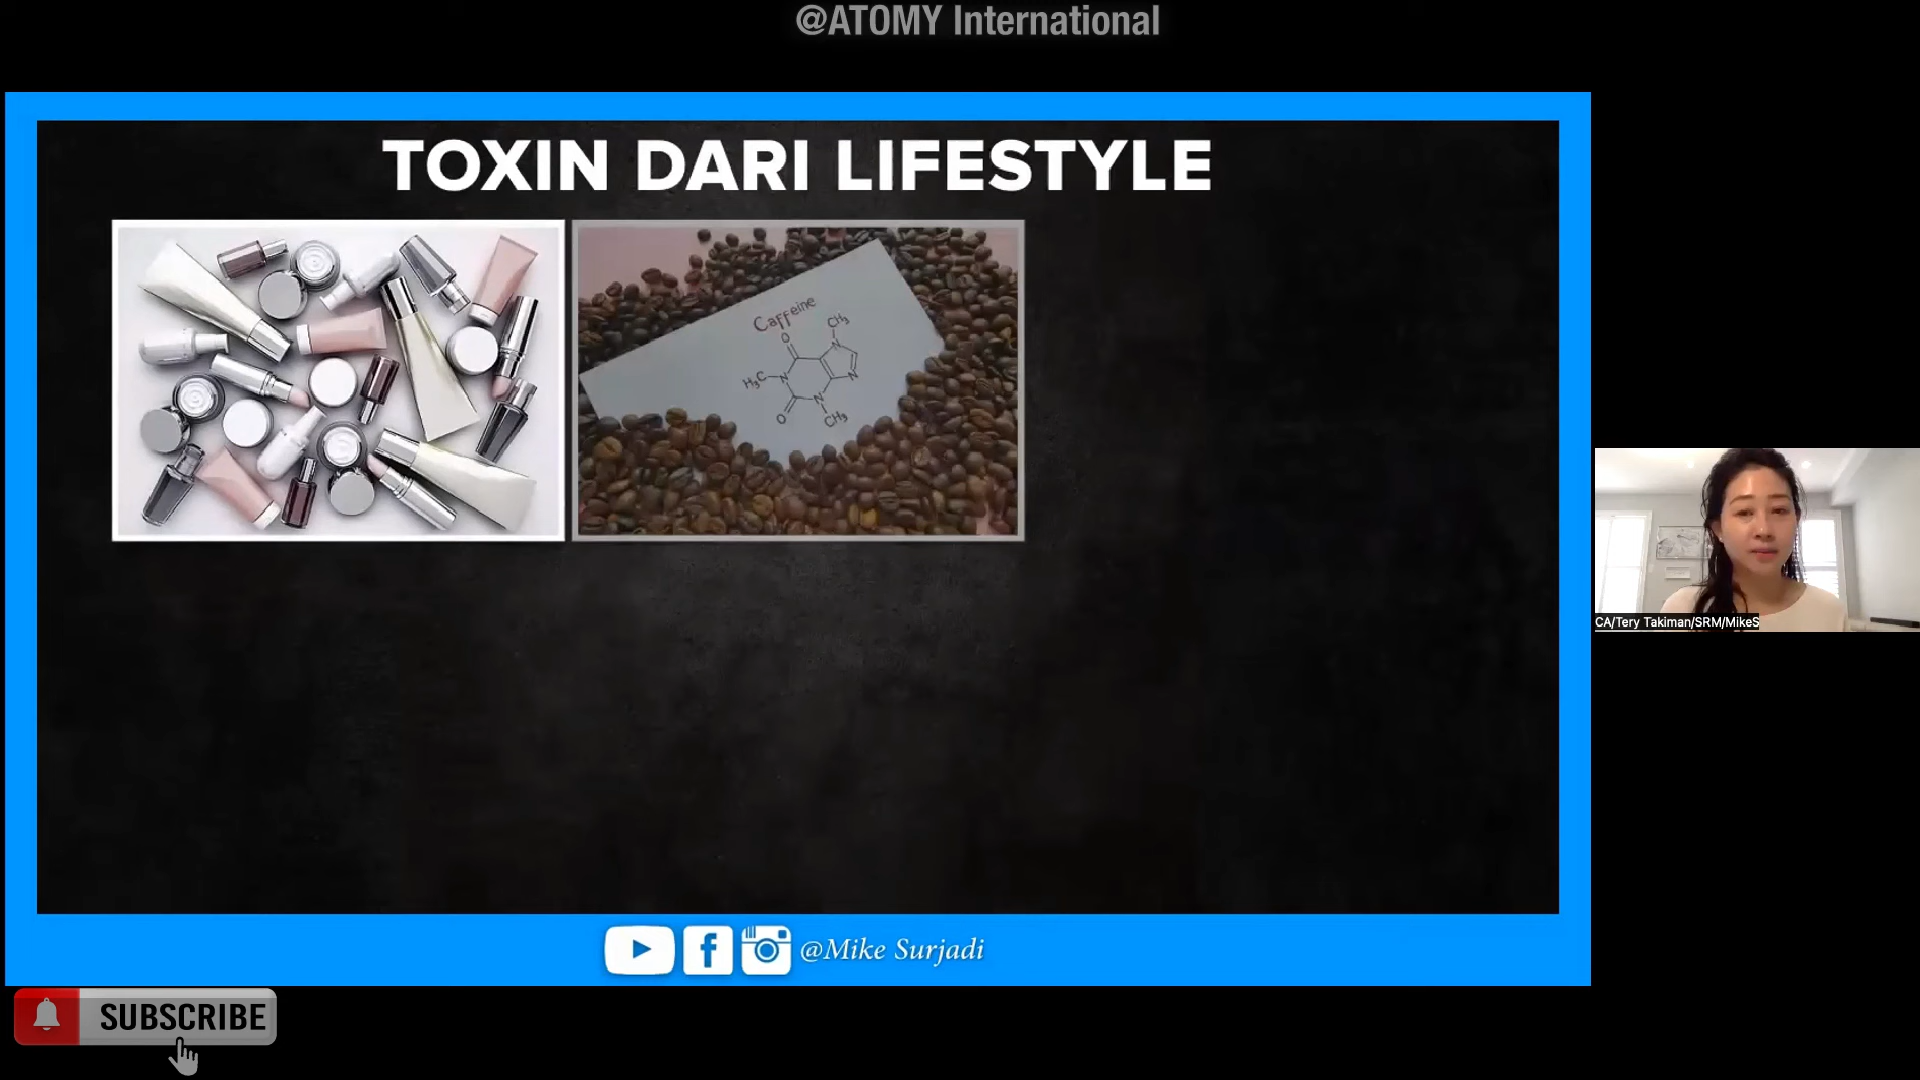 @ATOMY International
TOXIN DARI LIFESTYLE
Caffeine
CH₃
O
H₃C
N
N
N
N
O
CH₃
CA/Tery Takiman/SRM/MikeS
f
@Mike Surjadi
SUBSCRIBE